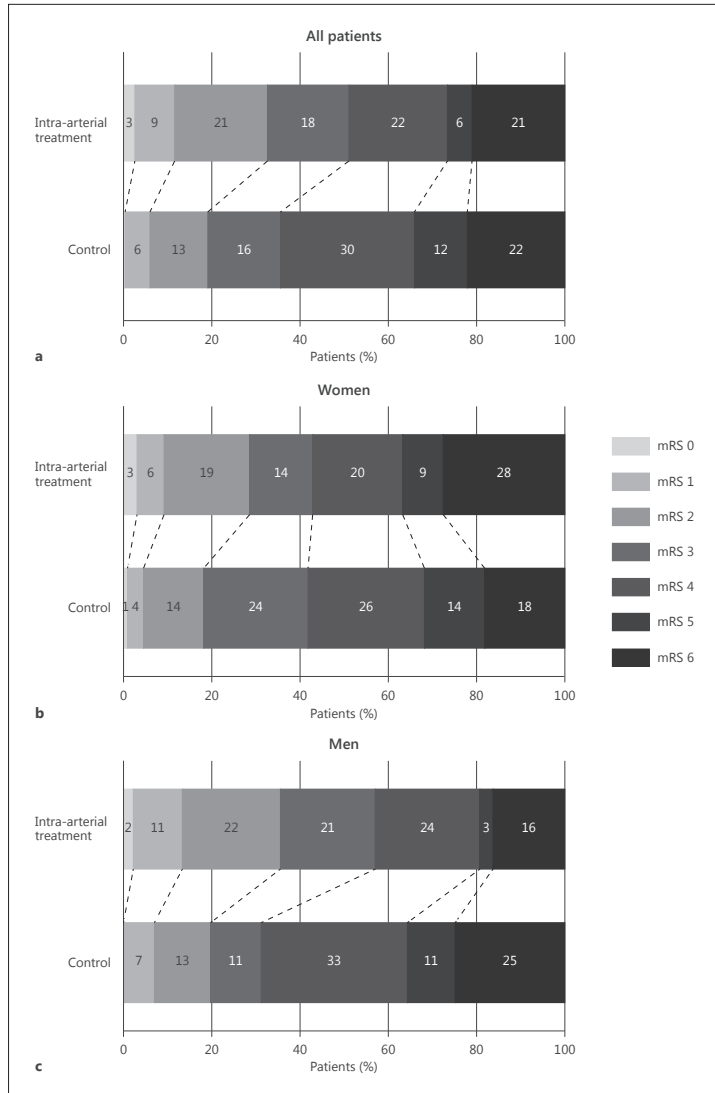 All patients
Intra-arterial
treatment
3 9 21 18 22 6 21
Control
6 13 16 30 12 22
0 20 40 60 80 100
Patients (%)
a
Women
Intra-arterial
treatment
3 6 19 14 20 9 28
Control
1 4 14 24 26 14 18
0 20 40 60 80 100
Patients (%)
b
mRS 0
mRS 1
mRS 2
mRS 3
mRS 4
mRS 5
mRS 6
Men
Intra-arterial
treatment
2 11 22 21 24 3 16
Control
7 13 11 33 11 25
0 20 40 60 80 100
Patients (%)
c